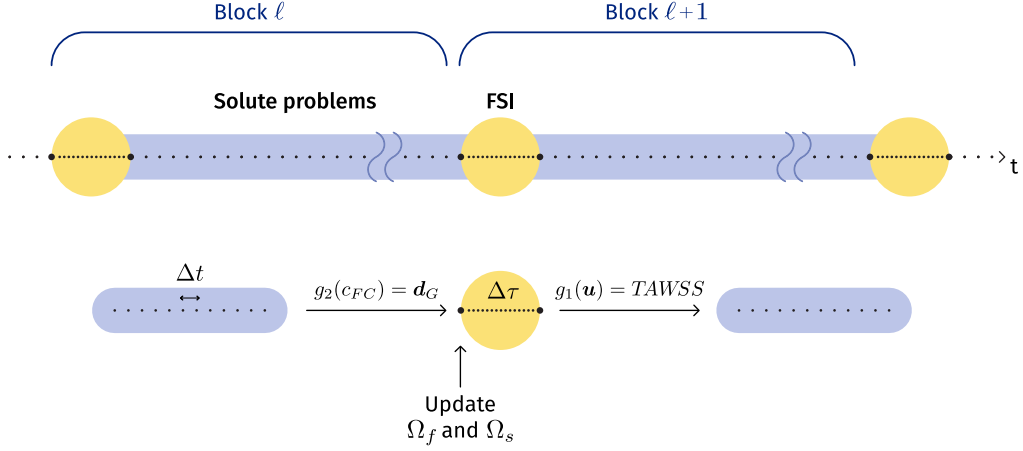 Block ℓ
Block ℓ+1
Solute problems
FSI
t
Δt
g₂(c_FC) = d_G
Δτ
g₁(u) = TAWSS
Update
Ω_f and Ω_s